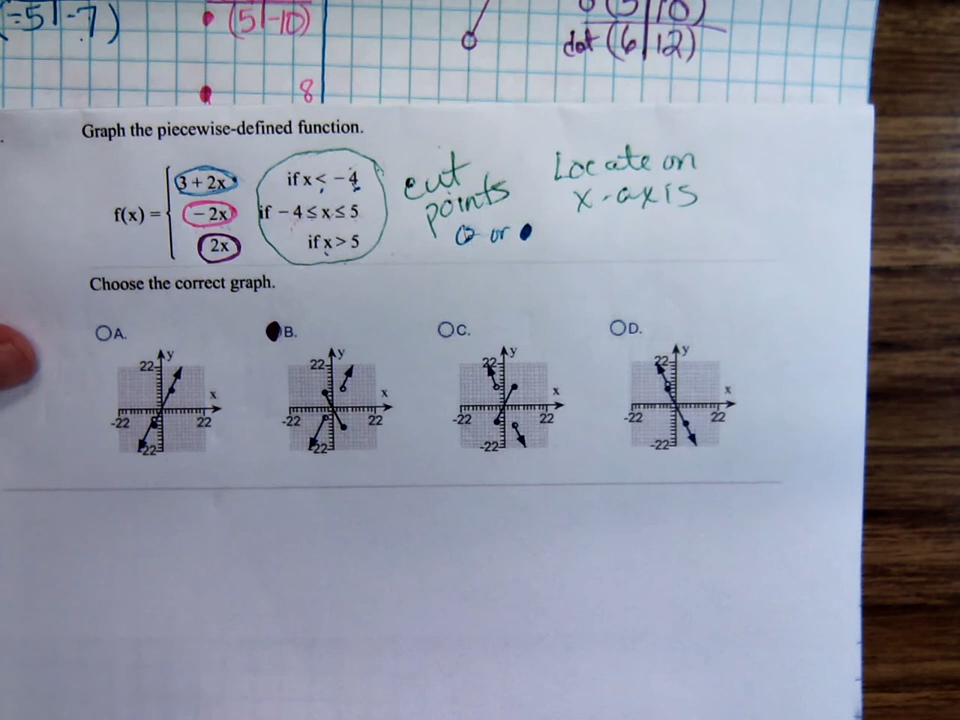 (-5|-7)
(5|-10)
8
(5|10)
dot (6|12)
Graph the piecewise-defined function.
f(x) =
3 + 2x if x < -4
-2x if -4 ≤ x ≤ 5
2x if x > 5
cut
points
o or •
Locate on
x-axis
Choose the correct graph.
A.
B.
C.
D.
22 y
x
-22 22
-22
22 y
x
-22 22
-22
22 y
x
-22 22
-22
22 y
x
-22 22
-22